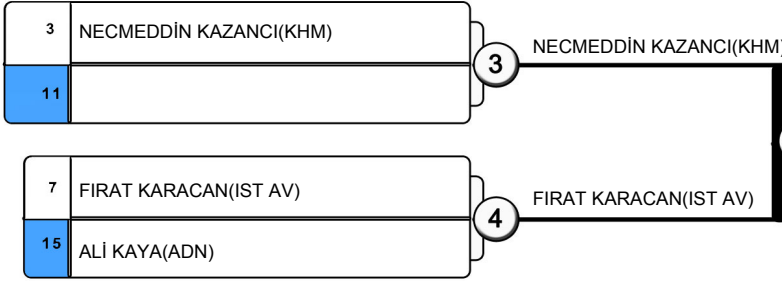 3 NECMEDDİN KAZANCI(KHM)
11
3
NECMEDDİN KAZANCI(KHM)
7 FIRAT KARACAN(IST AV)
15 ALİ KAYA(ADN)
4
FIRAT KARACAN(IST AV)